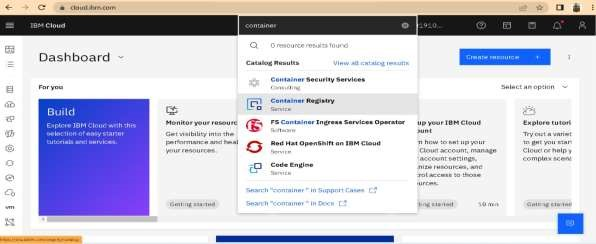 cloud.ibm.com
IBM Cloud
container
1910...
0 resource results found
Dashboard
Create resource +
Catalog Results View all catalog results
For you
Select an option
Container Security Services
Consulting
Container Registry
Service
FS Container Ingress Services Operator
Software
Red Hat OpenShift on IBM Cloud
Service
Code Engine
Service
Search "container" in Support Cases
Search "container" in Docs
Build
Explore IBM Cloud with this
selection of easy starter
tutorials and services.
Monitor your resour
Get visibility into the
performance and heal
your resources.
Getting started
up your IBM Cloud
ount
n how to set up your
Cloud account, manage
account settings,
nize resources, and
rol access to those
urces.
10 min
Explore tutori
Try out a variet
to get you start
Cloud or help y
complex scena
Getting started
vm